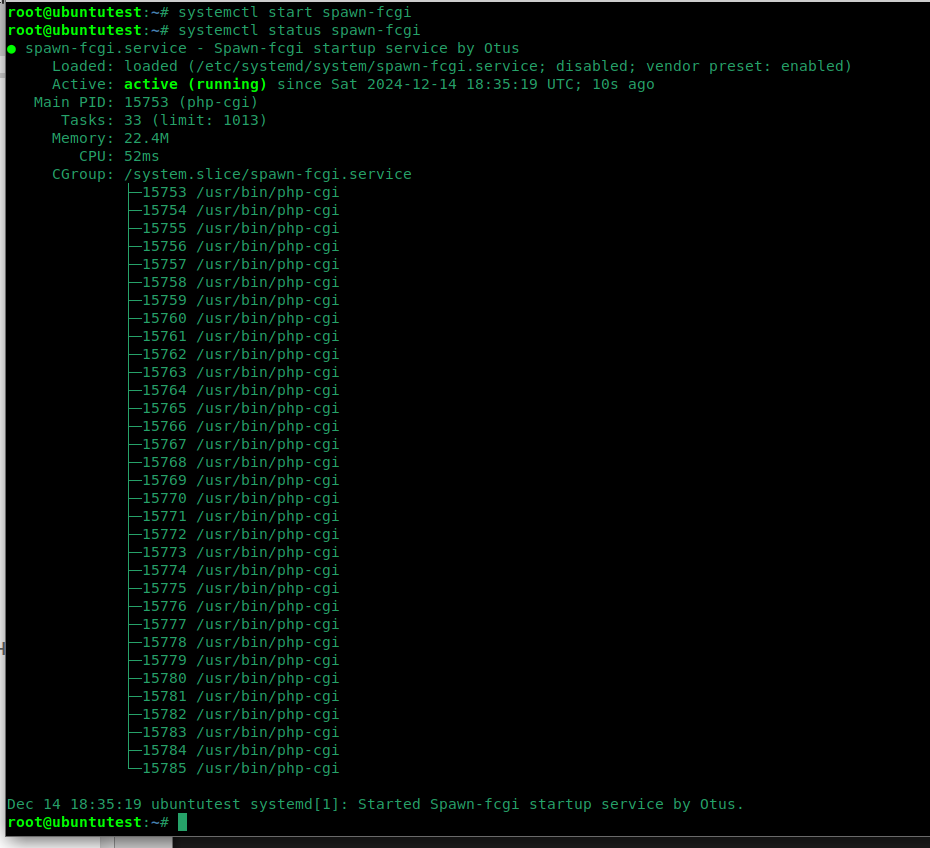 root@ubuntutest:~# systemctl start spawn-fcgi
root@ubuntutest:~# systemctl status spawn-fcgi
● spawn-fcgi.service - Spawn-fcgi startup service by Otus
     Loaded: loaded (/etc/systemd/system/spawn-fcgi.service; disabled; vendor preset: enabled)
     Active: active (running) since Sat 2024-12-14 18:35:19 UTC; 10s ago
   Main PID: 15753 (php-cgi)
      Tasks: 33 (limit: 1013)
     Memory: 22.4M
        CPU: 52ms
     CGroup: /system.slice/spawn-fcgi.service
             ├─15753 /usr/bin/php-cgi
             ├─15754 /usr/bin/php-cgi
             ├─15755 /usr/bin/php-cgi
             ├─15756 /usr/bin/php-cgi
             ├─15757 /usr/bin/php-cgi
             ├─15758 /usr/bin/php-cgi
             ├─15759 /usr/bin/php-cgi
             ├─15760 /usr/bin/php-cgi
             ├─15761 /usr/bin/php-cgi
             ├─15762 /usr/bin/php-cgi
             ├─15763 /usr/bin/php-cgi
             ├─15764 /usr/bin/php-cgi
             ├─15765 /usr/bin/php-cgi
             ├─15766 /usr/bin/php-cgi
             ├─15767 /usr/bin/php-cgi
             ├─15768 /usr/bin/php-cgi
             ├─15769 /usr/bin/php-cgi
             ├─15770 /usr/bin/php-cgi
             ├─15771 /usr/bin/php-cgi
             ├─15772 /usr/bin/php-cgi
             ├─15773 /usr/bin/php-cgi
             ├─15774 /usr/bin/php-cgi
             ├─15775 /usr/bin/php-cgi
             ├─15776 /usr/bin/php-cgi
             ├─15777 /usr/bin/php-cgi
             ├─15778 /usr/bin/php-cgi
             ├─15779 /usr/bin/php-cgi
             ├─15780 /usr/bin/php-cgi
             ├─15781 /usr/bin/php-cgi
             ├─15782 /usr/bin/php-cgi
             ├─15783 /usr/bin/php-cgi
             ├─15784 /usr/bin/php-cgi
             └─15785 /usr/bin/php-cgi
Dec 14 18:35:19 ubuntutest systemd[1]: Started Spawn-fcgi startup service by Otus.
root@ubuntutest:~#